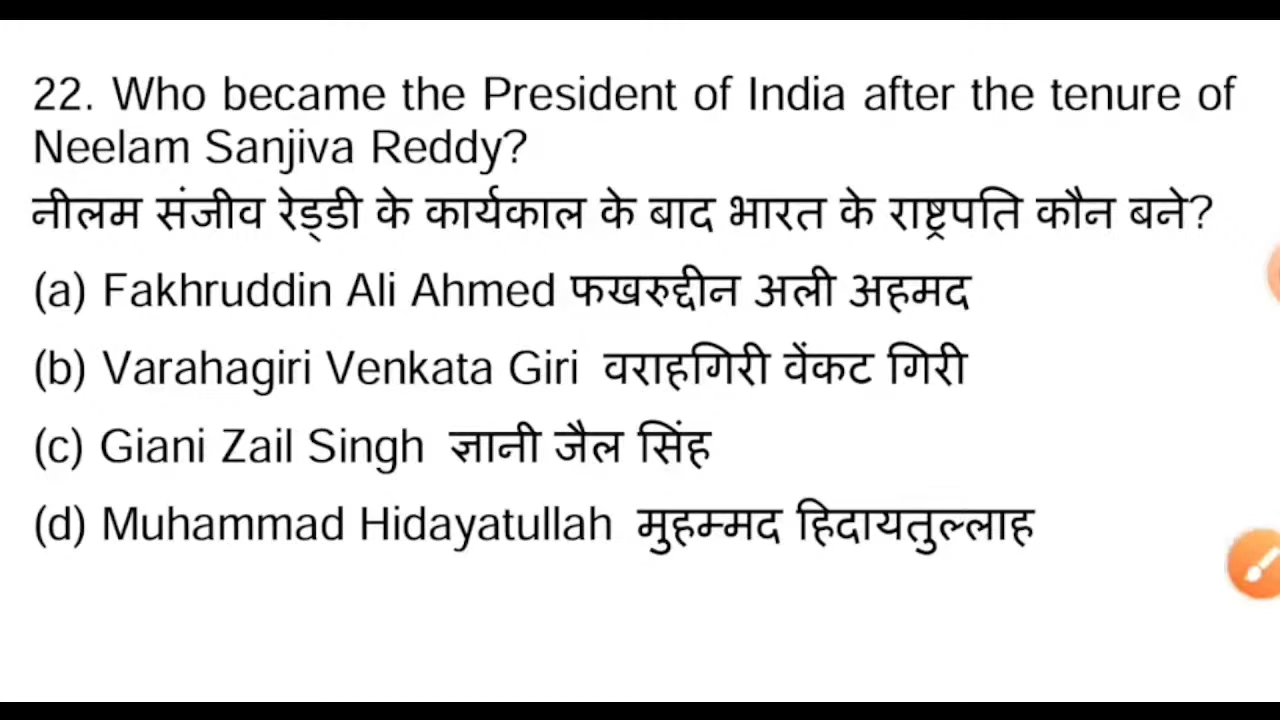 22. Who became the President of India after the tenure of
Neelam Sanjiva Reddy?
नीलम संजीव रेड्डी के कार्यकाल के बाद भारत के राष्ट्रपति कौन बने?
(a) Fakhruddin Ali Ahmed फखरुद्दीन अली अहमद
(b) Varahagiri Venkata Giri वराहगिरी वेंकट गिरी
(c) Giani Zail Singh ज्ञानी जैल सिंह
(d) Muhammad Hidayatullah मुहम्मद हिदायतुल्लाह